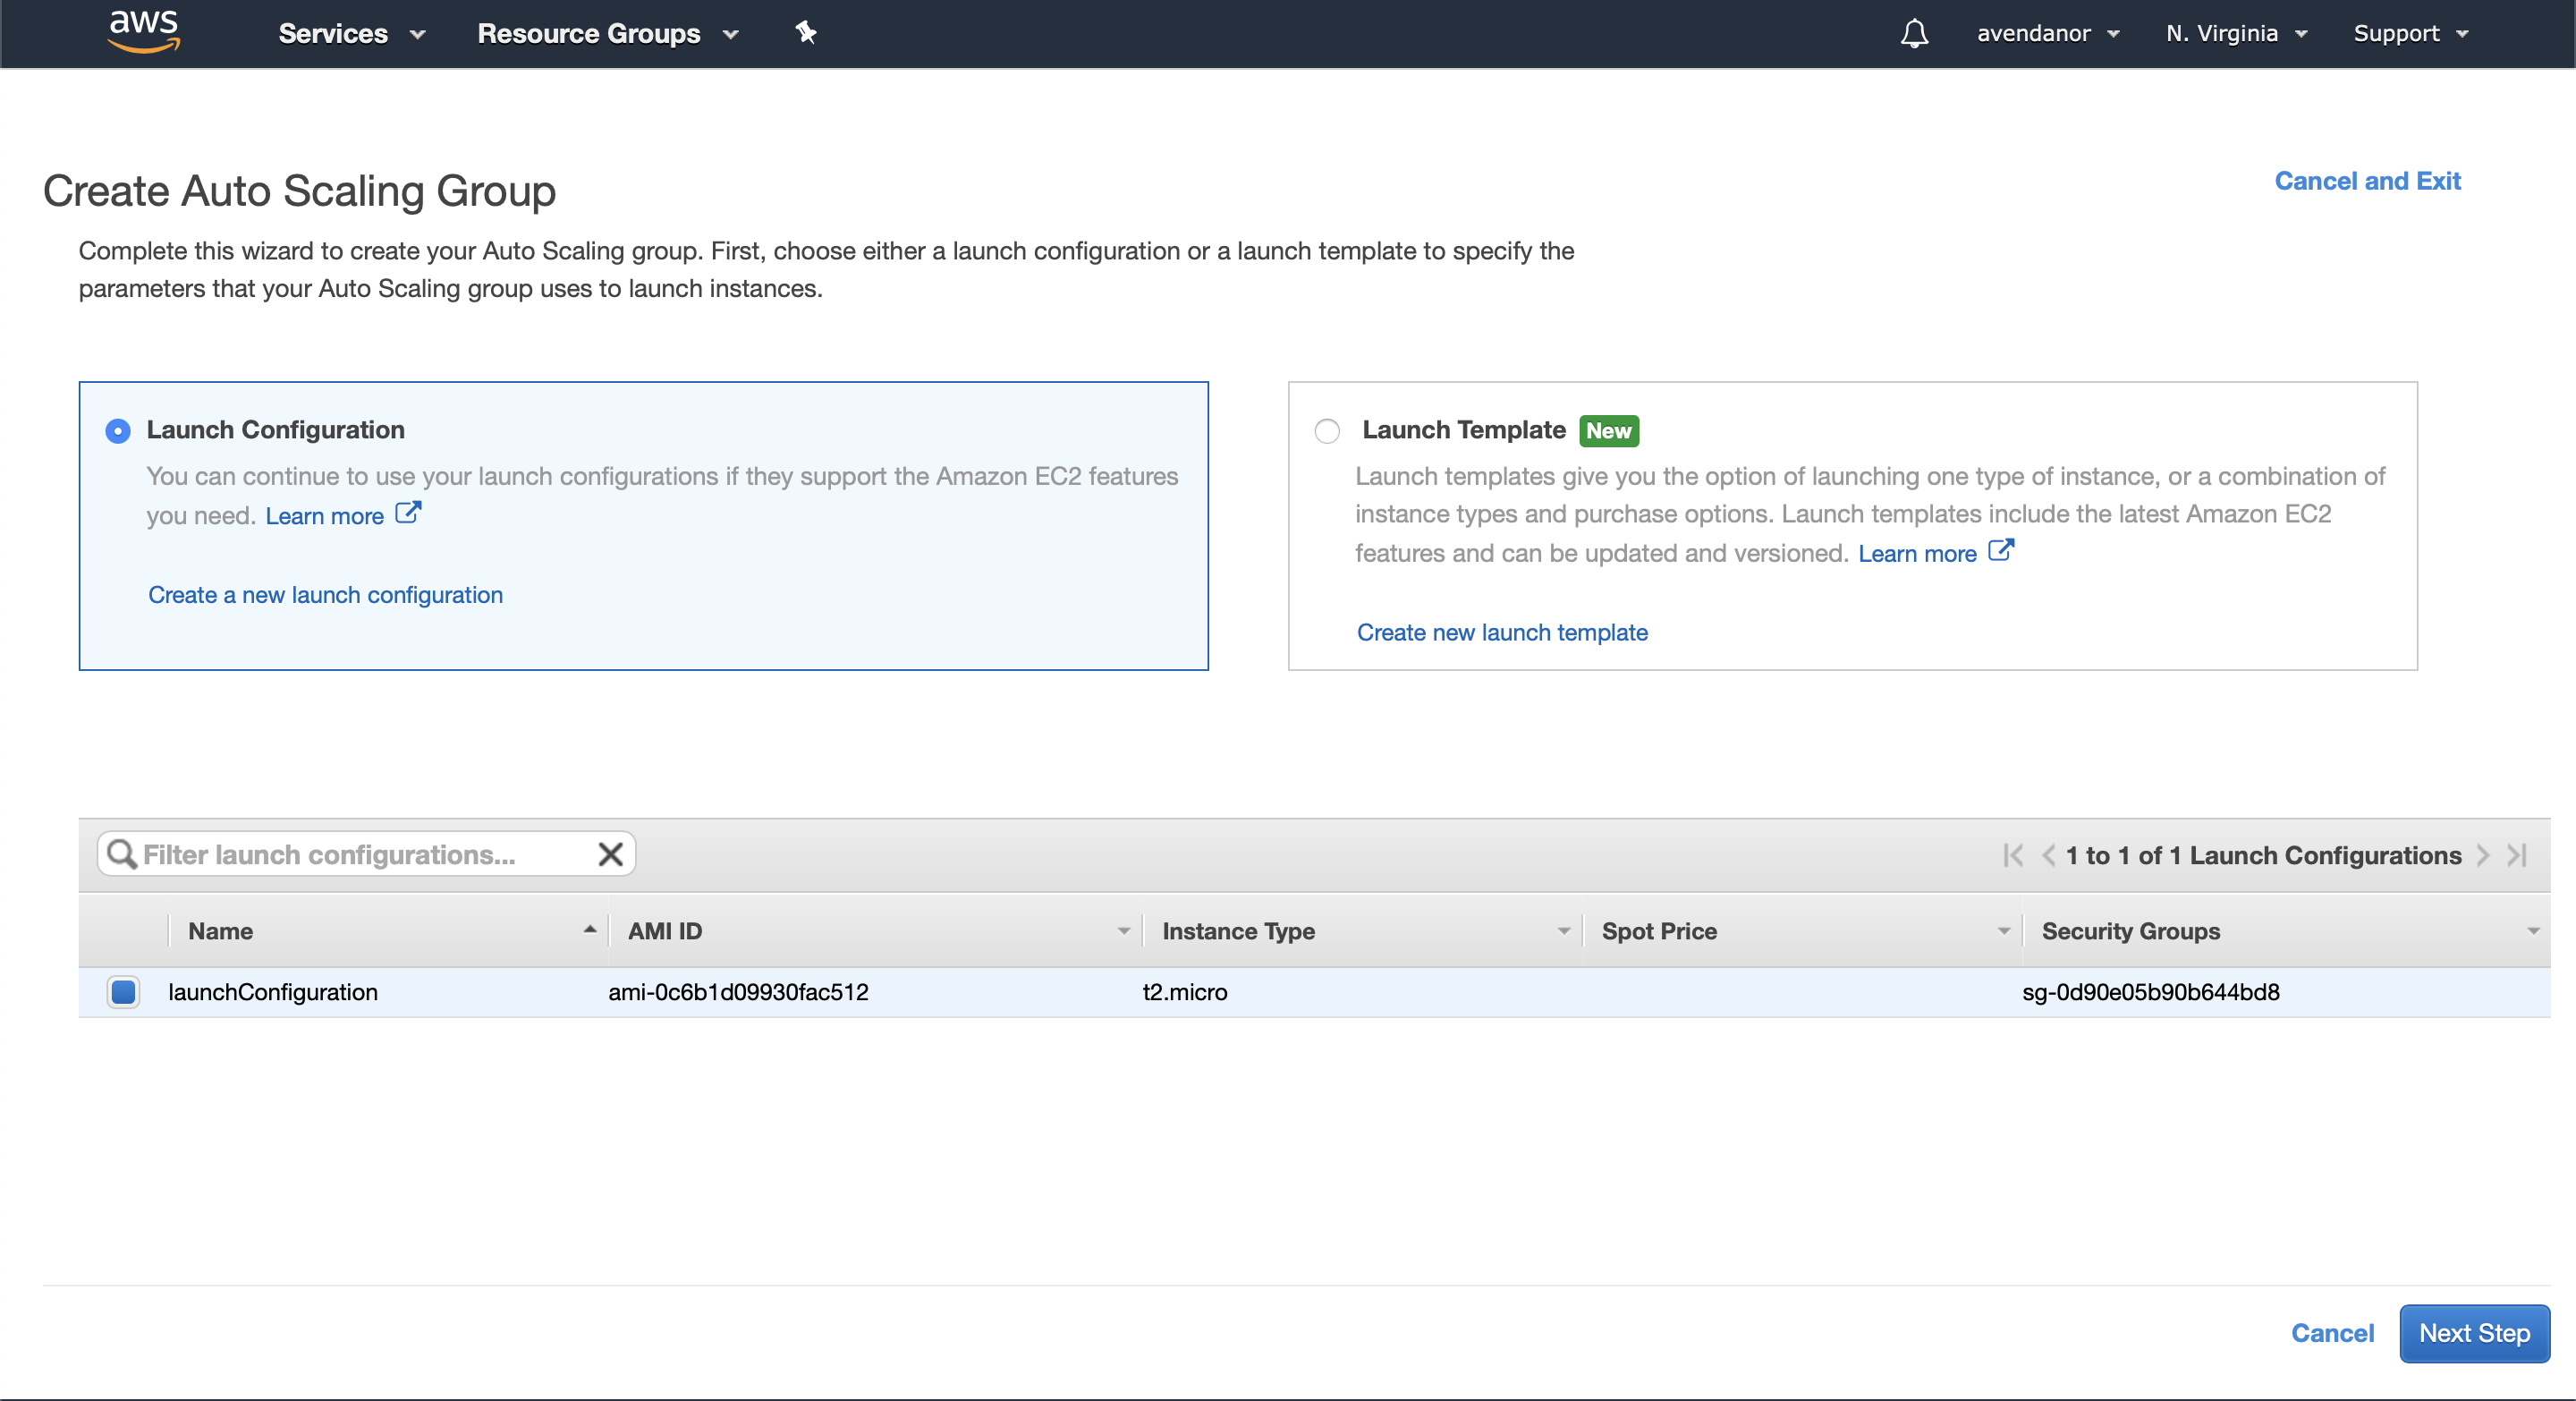 aws Services Resource Groups avendanor N. Virginia Support
Create Auto Scaling Group
Cancel and Exit
Complete this wizard to create your Auto Scaling group. First, choose either a launch configuration or a launch template to specify the
parameters that your Auto Scaling group uses to launch instances.
Launch Configuration
You can continue to use your launch configurations if they support the Amazon EC2 features
you need. Learn more
Create a new launch configuration
Launch Template New
Launch templates give you the option of launching one type of instance, or a combination of
instance types and purchase options. Launch templates include the latest Amazon EC2
features and can be updated and versioned. Learn more
Create new launch template
Filter launch configurations...
1 to 1 of 1 Launch Configurations
Name AMI ID Instance Type Spot Price Security Groups
launchConfiguration ami-0c6b1d09930fac512 t2.micro sg-0d90e05b90b644bd8
Cancel Next Step